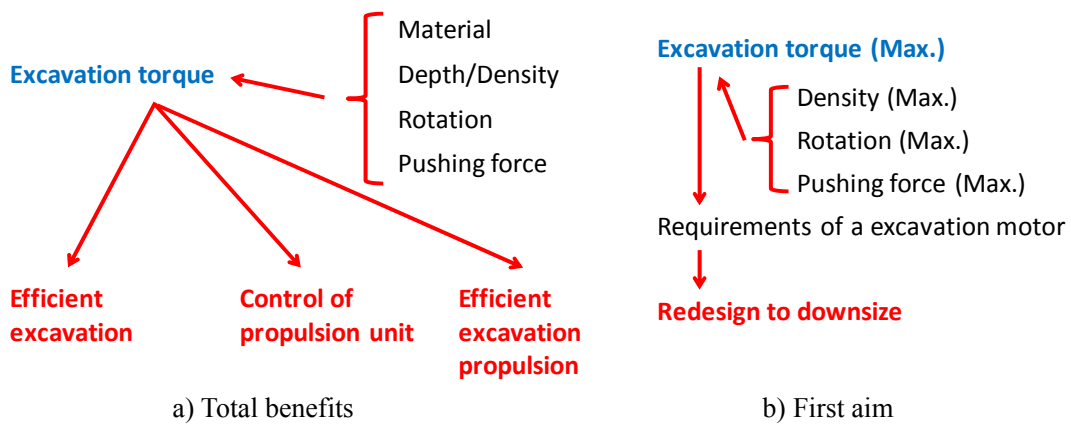 Excavation torque
Material
Depth/Density
Rotation
Pushing force
Efficient
excavation
Control of
propulsion unit
Efficient
excavation
propulsion
a) Total benefits
Excavation torque (Max.)
Density (Max.)
Rotation (Max.)
Pushing force (Max.)
Requirements of a excavation motor
Redesign to downsize
b) First aim